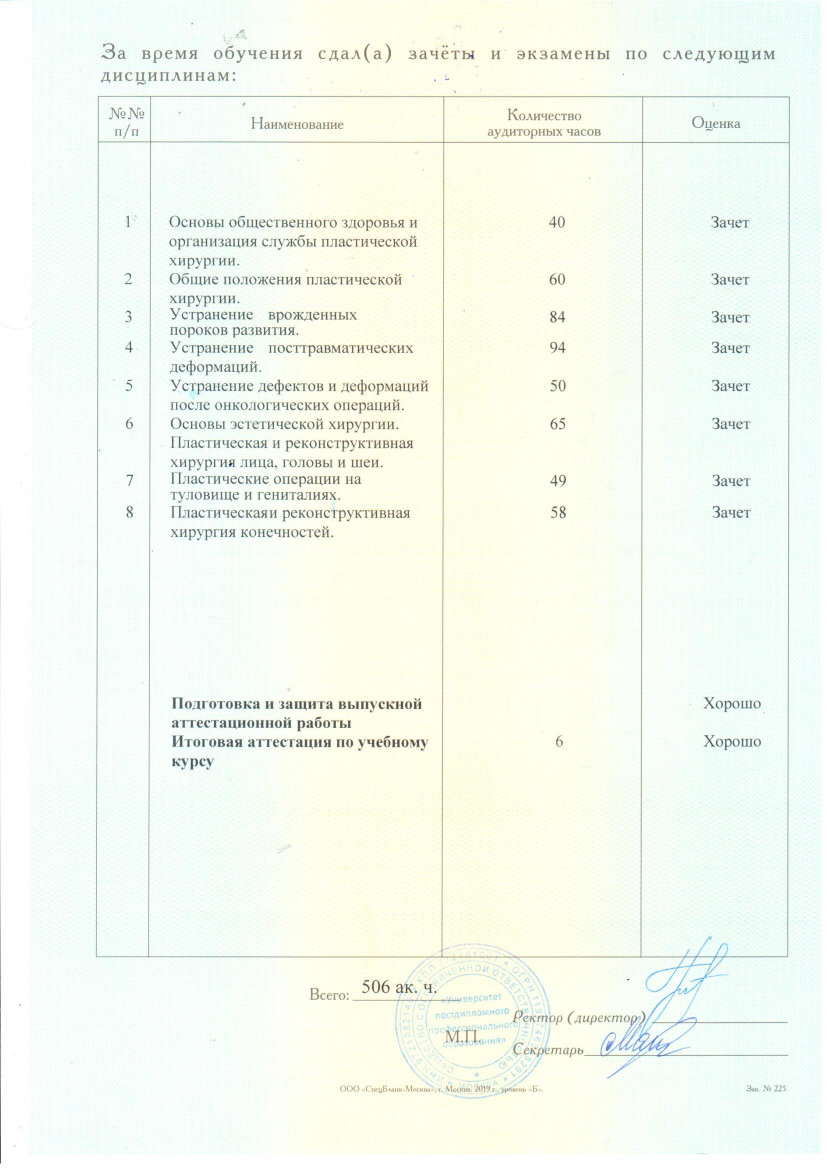 За время обучения сдал(а) зачёты и экзамены по следующим
дисциплинам:
№№
п/п
Наименование
Количество
аудиторных часов
Оценка
1 Основы общественного здоровья и 40 Зачет
организация службы пластической
хирургии.
2 Общие положения пластической 60 Зачет
хирургии.
3 Устранение врожденных 84 Зачет
пороков развития.
4 Устранение посттравматических 94 Зачет
деформаций.
5 Устранение дефектов и деформаций 50 Зачет
после онкологических операций.
6 Основы эстетической хирургии. 65 Зачет
Пластическая и реконструктивная
хирургия лица, головы и шеи.
7 Пластические операции на 49 Зачет
туловище и гениталиях.
8 Пластическая и реконструктивная 58 Зачет
хирургия конечностей.
Подготовка и защита выпускной Хорошо
аттестационной работы
Итоговая аттестация по учебному 6 Хорошо
курсу
Всего: 506 ак. ч.
«Университет
постдипломного
профессионального
образования»
М.П.
Ректор (директор)
Секретарь
ООО «СпецБланк-Москва», г. Москва, 2019 г., уровень «Б».
Зак. № 225.